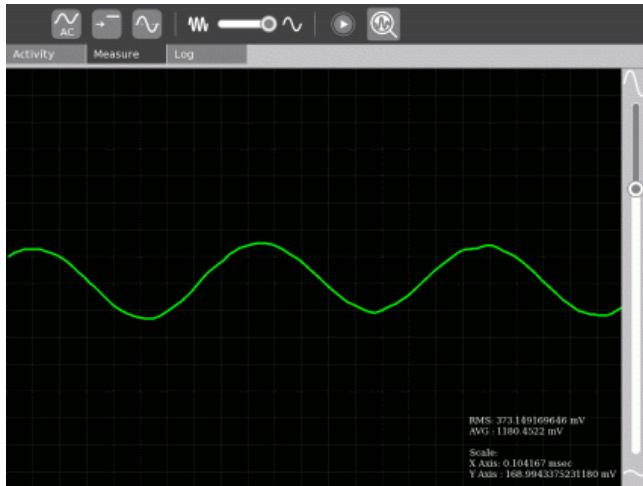 AC
Activity
Measure
Log
RMS: 373.149169646 mV
AVG : 1180.4522 mV
Scale:
X Axis: 0.104167 msec
Y Axis : 168.9943375231180 mV